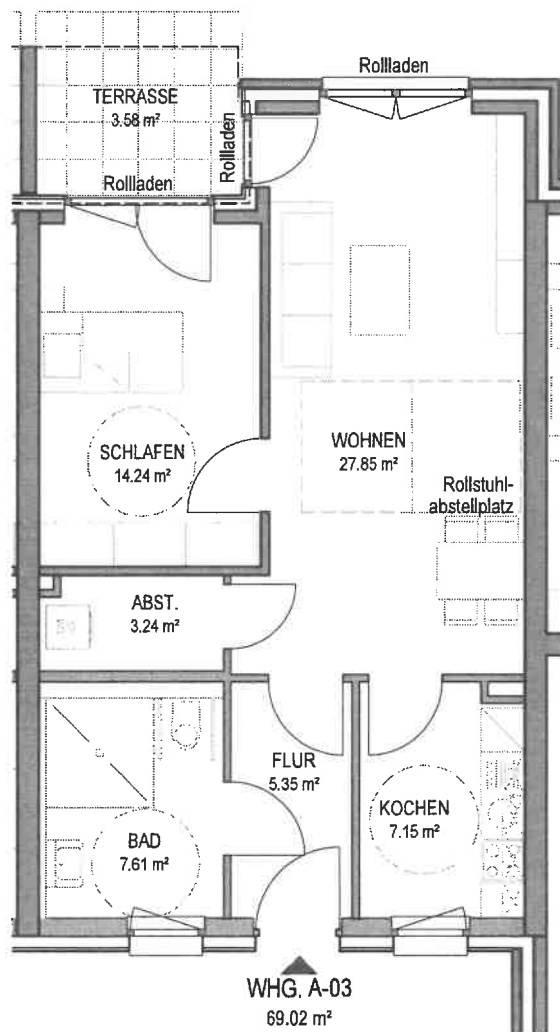 Rollladen
TERRASSE
3.58 m²
Rollladen
Rollladen
SCHLAFEN
14.24 m²
WOHNEN
27.85 m²
Rollstuhl-
abstellplatz
ABST.
3.24 m²
FLUR
5.35 m²
KOCHEN
7.15 m²
BAD
7.61 m²
WHG. A-03
69.02 m²